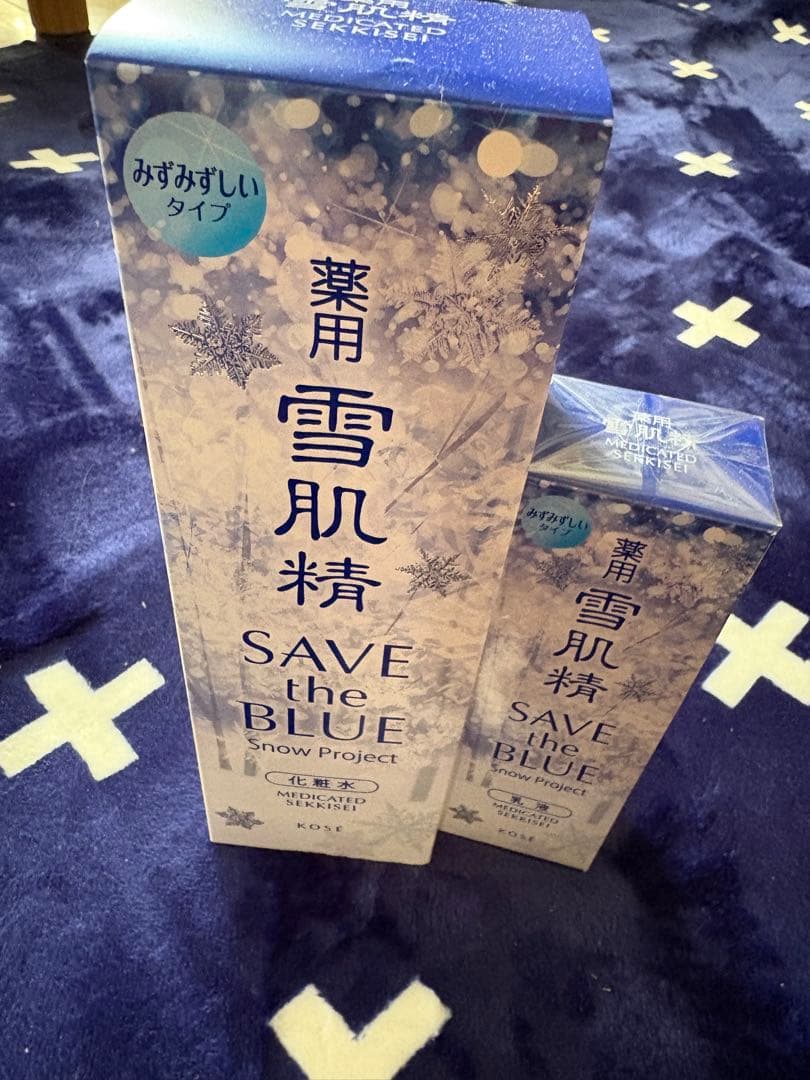 雪肌精
MEDICATED
SEKKISEI
みずみずしい
タイプ
薬用
雪肌精
SAVE
the
BLUE
Snow Project
化粧水
MEDICATED
SEKKISEI
KOSÉ
薬用
雪肌精
MEDICATED
SEKKISEI
みずみずしい
タイプ
薬用
雪肌精
SAVE
the
BLUE
Snow Project
乳液
MEDICATED
SEKKISEI
KOSÉ